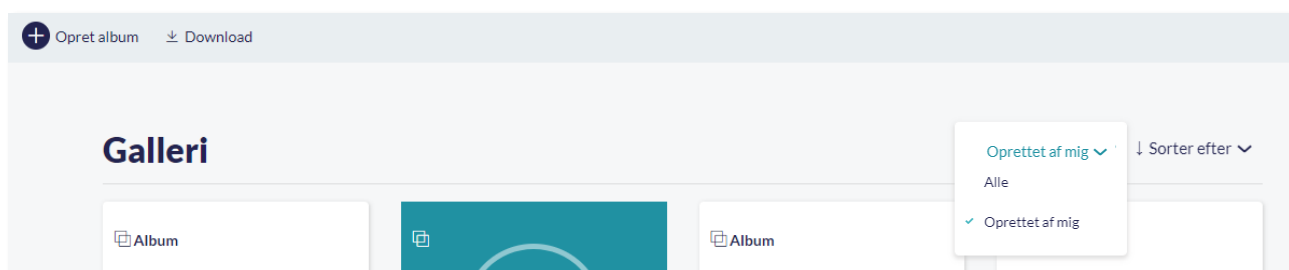 Opret album Download
Galleri
Oprettet af mig
Sorter efter
Alle
Oprettet af mig
Album
Album